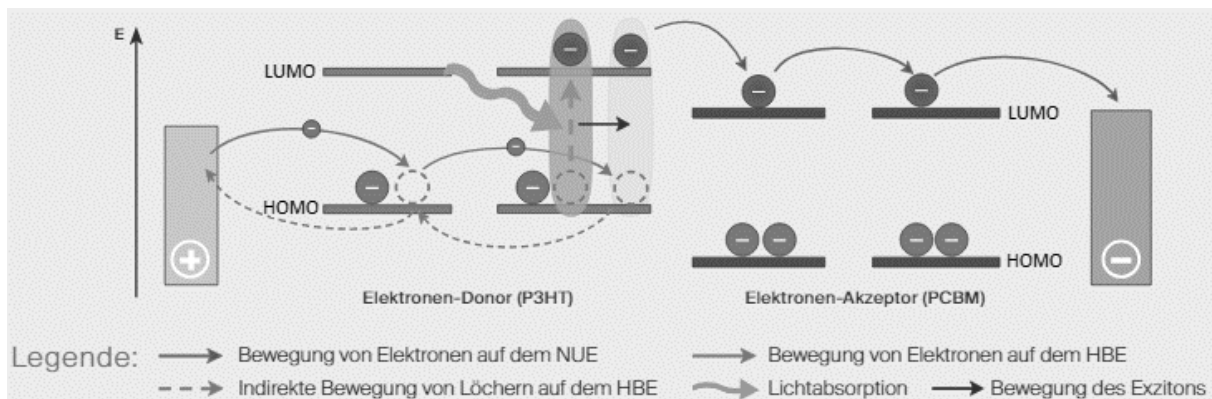 E
LUMO
LUMO
HOMO
HOMO
Elektronen-Donor (P3HT)
Elektronen-Akzeptor (PCBM)
Legende:
Bewegung von Elektronen auf dem NUE
Bewegung von Elektronen auf dem HBE
Indirekte Bewegung von Löchern auf dem HBE
Lichtabsorption
Bewegung des Exzitons